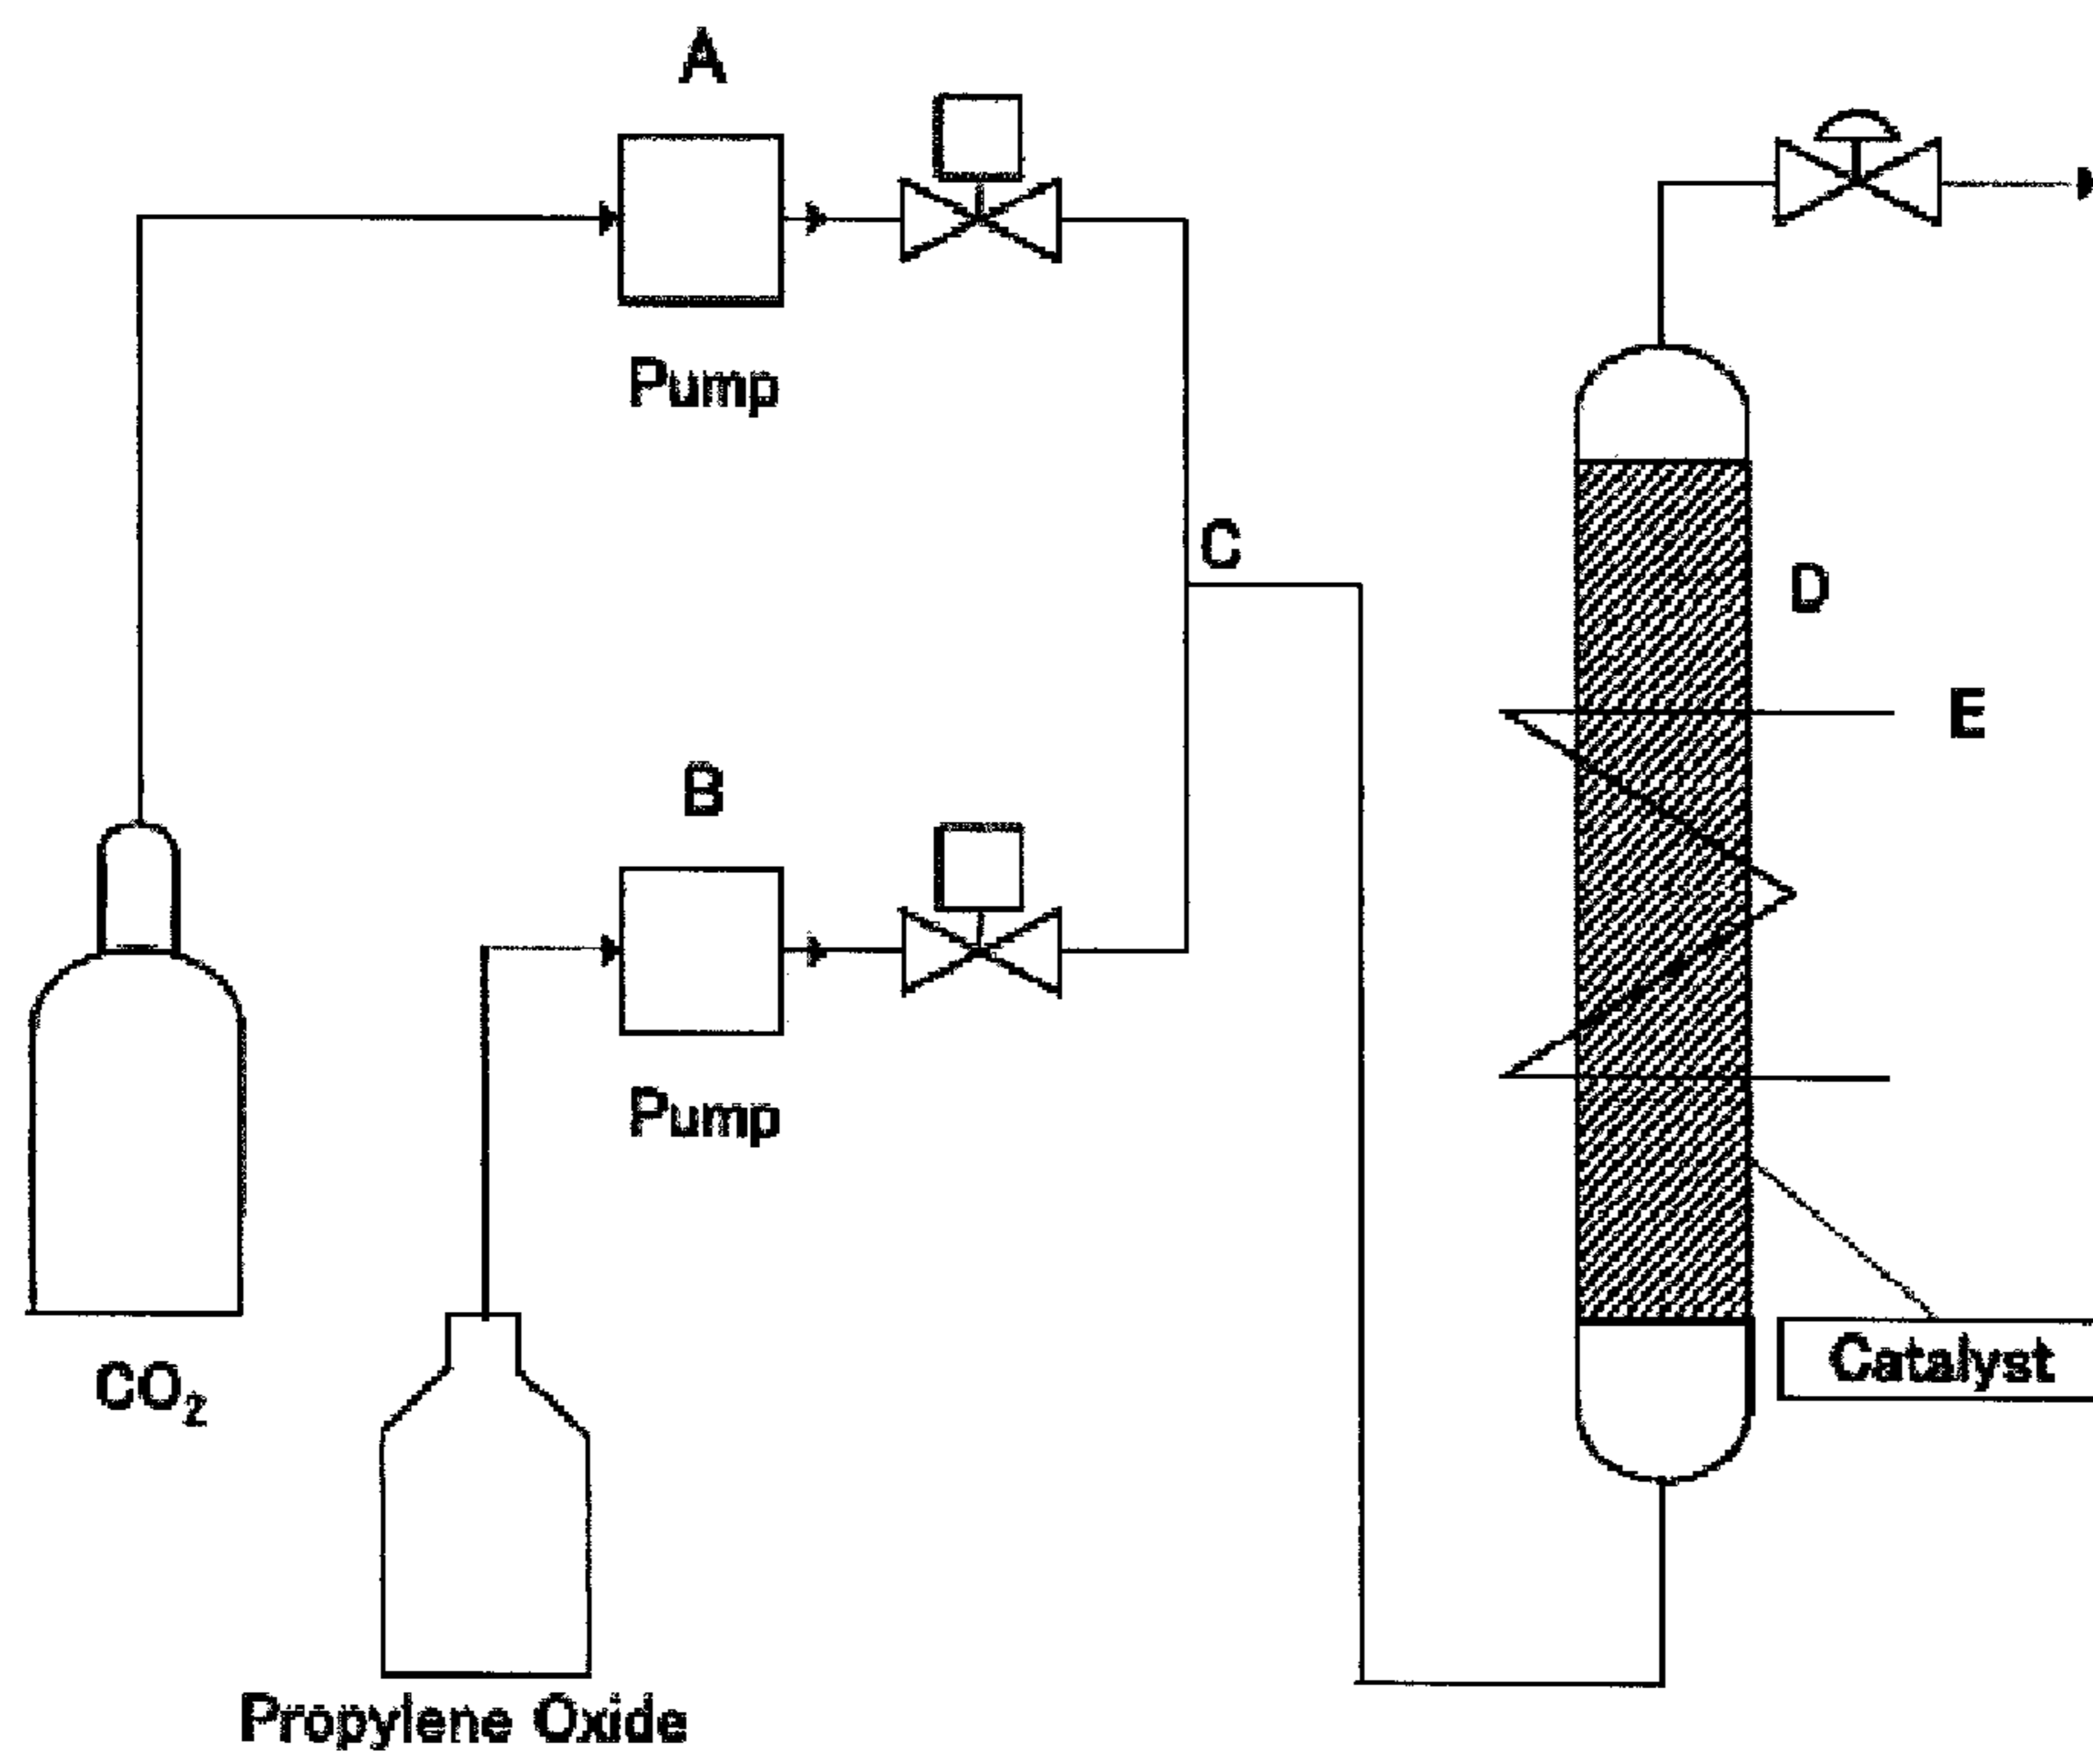 A
Pump
C
D
E
B
Pump
CO₂
Catalyst
Propylene Oxide